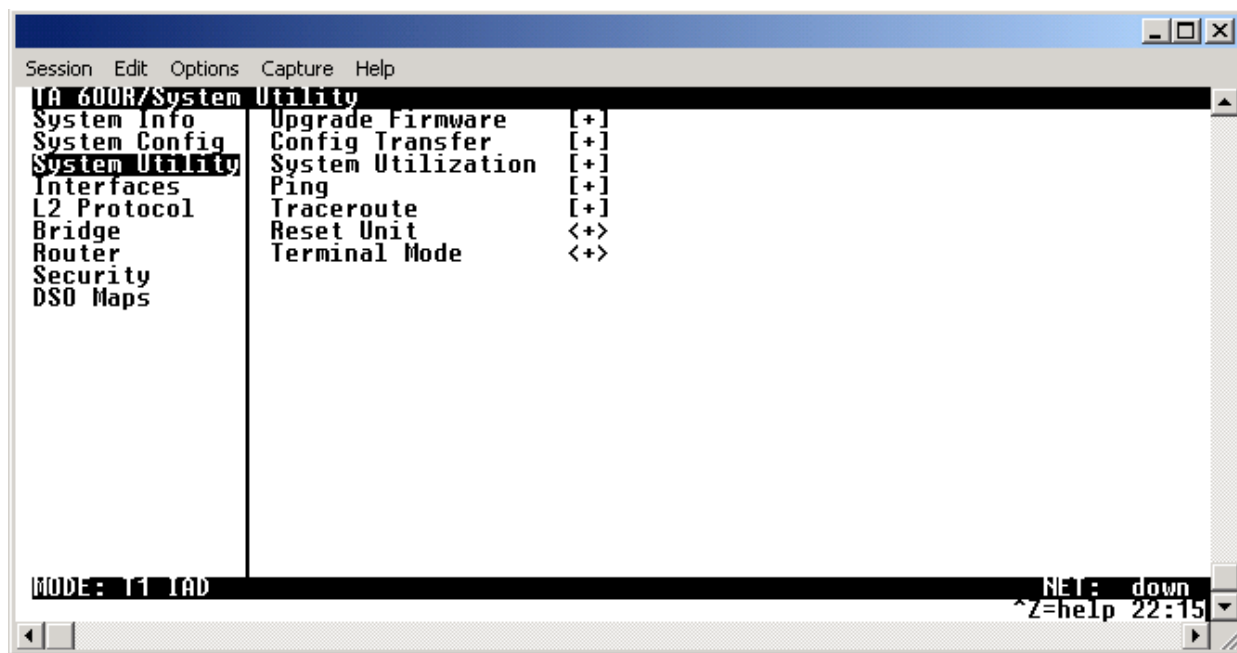 Session Edit Options Capture Help
TA 600R/System Utility
System Info Upgrade Firmware [+]
System Config Config Transfer [+]
System Utility System Utilization [+]
Interfaces Ping [+]
L2 Protocol Traceroute [+]
Bridge Reset Unit <+>
Router Terminal Mode <+>
Security
DS0 Maps
MODE: T1 IAD NET: down
^Z=help 22:15